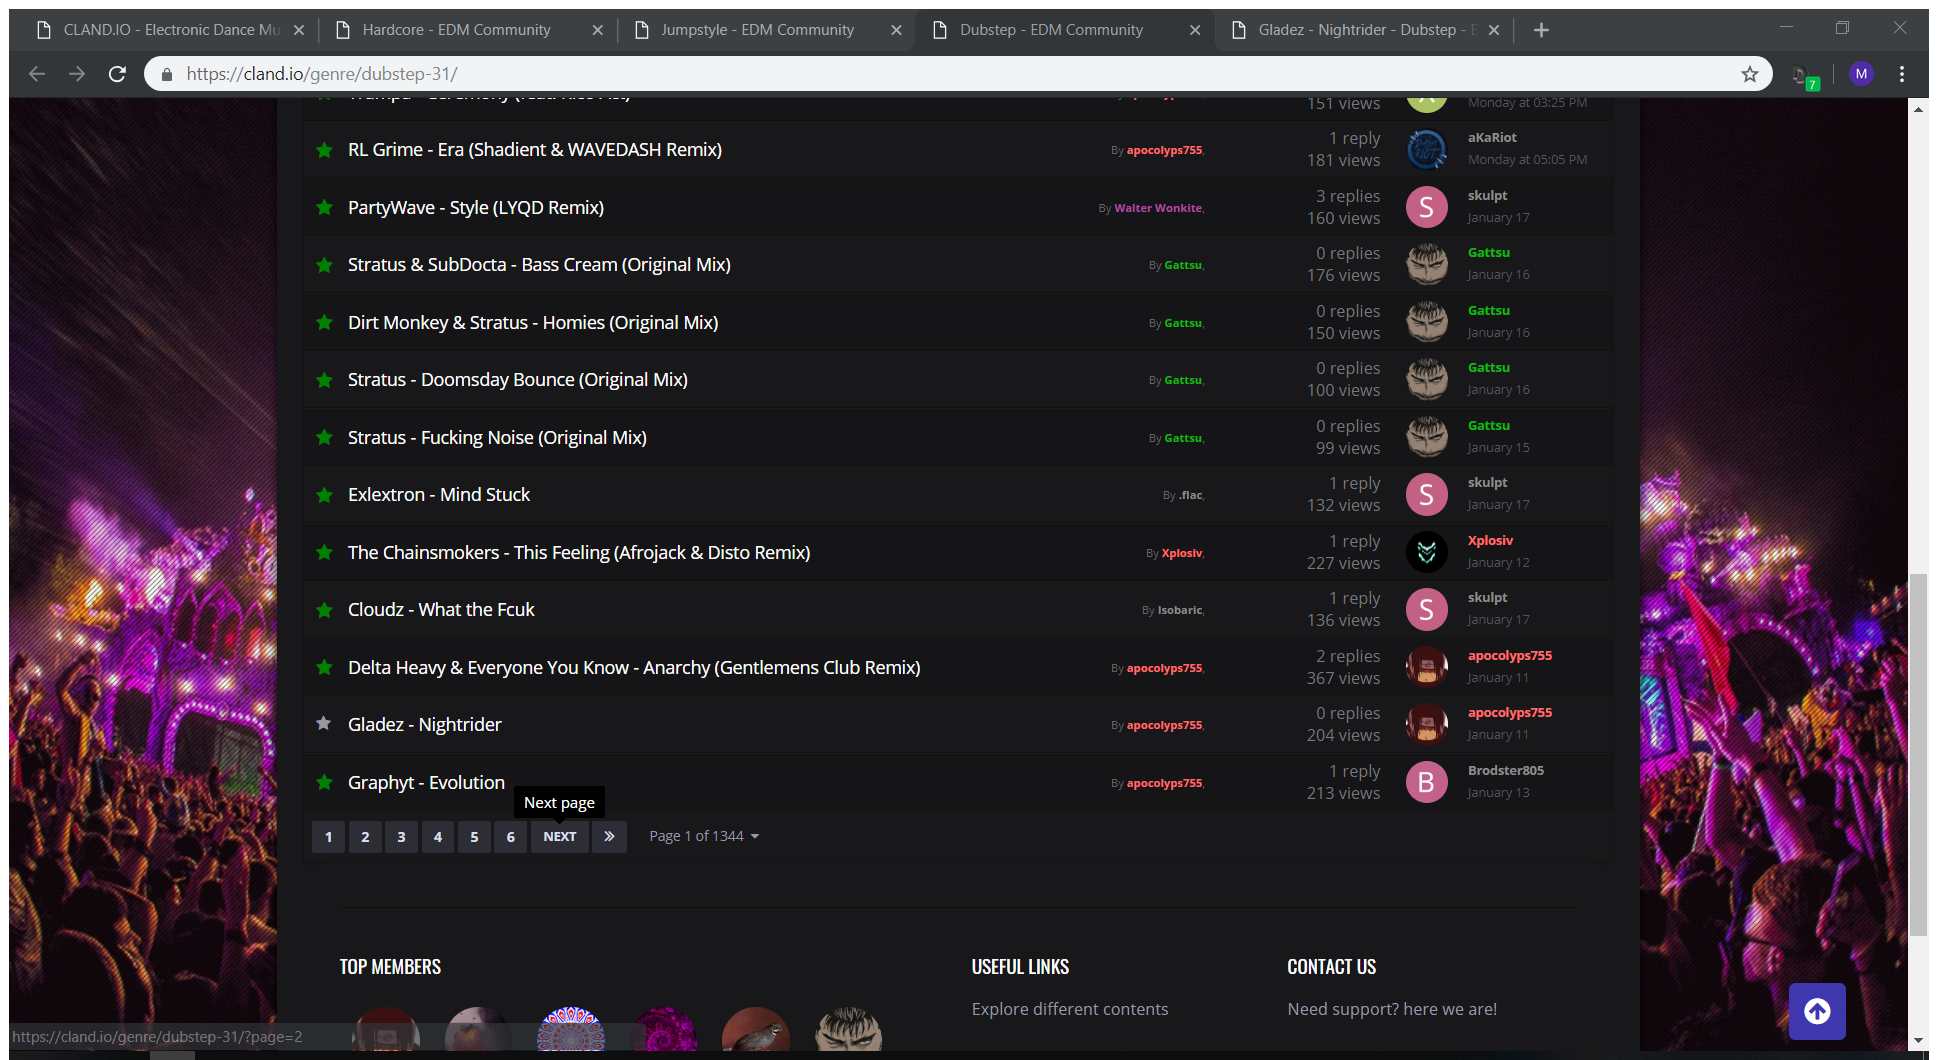 CLAND.IO - Electronic Dance Mu
Hardcore - EDM Community
Jumpstyle - EDM Community
Dubstep - EDM Community
Gladez - Nightrider - Dubstep - E
https://cland.io/genre/dubstep-31/
7
M
151 views
Monday at 03:25 PM
RL Grime - Era (Shadient & WAVEDASH Remix)
By apocolyps755,
1 reply
181 views
aKaRiot
Monday at 05:05 PM
PartyWave - Style (LYQD Remix)
By Walter Wonkite,
3 replies
160 views
S
skulpt
January 17
Stratus & SubDocta - Bass Cream (Original Mix)
By Gattsu,
0 replies
176 views
Gattsu
January 16
Dirt Monkey & Stratus - Homies (Original Mix)
By Gattsu,
0 replies
150 views
Gattsu
January 16
Stratus - Doomsday Bounce (Original Mix)
By Gattsu,
0 replies
100 views
Gattsu
January 16
Stratus - Fucking Noise (Original Mix)
By Gattsu,
0 replies
99 views
Gattsu
January 15
Exlextron - Mind Stuck
By .flac,
1 reply
132 views
S
skulpt
January 17
The Chainsmokers - This Feeling (Afrojack & Disto Remix)
By Xplosiv,
1 reply
227 views
Xplosiv
January 12
Cloudz - What the Fcuk
By Isobaric,
1 reply
136 views
S
skulpt
January 17
Delta Heavy & Everyone You Know - Anarchy (Gentlemens Club Remix)
By apocolyps755,
2 replies
367 views
apocolyps755
January 11
Gladez - Nightrider
By apocolyps755,
0 replies
204 views
apocolyps755
January 11
Graphyt - Evolution
By apocolyps755,
1 reply
213 views
B
Brodster805
January 13
Next page
1 2 3 4 5 6 NEXT » Page 1 of 1344
TOP MEMBERS
USEFUL LINKS
Explore different contents
CONTACT US
Need support? here we are!
https://cland.io/genre/dubstep-31/?page=2